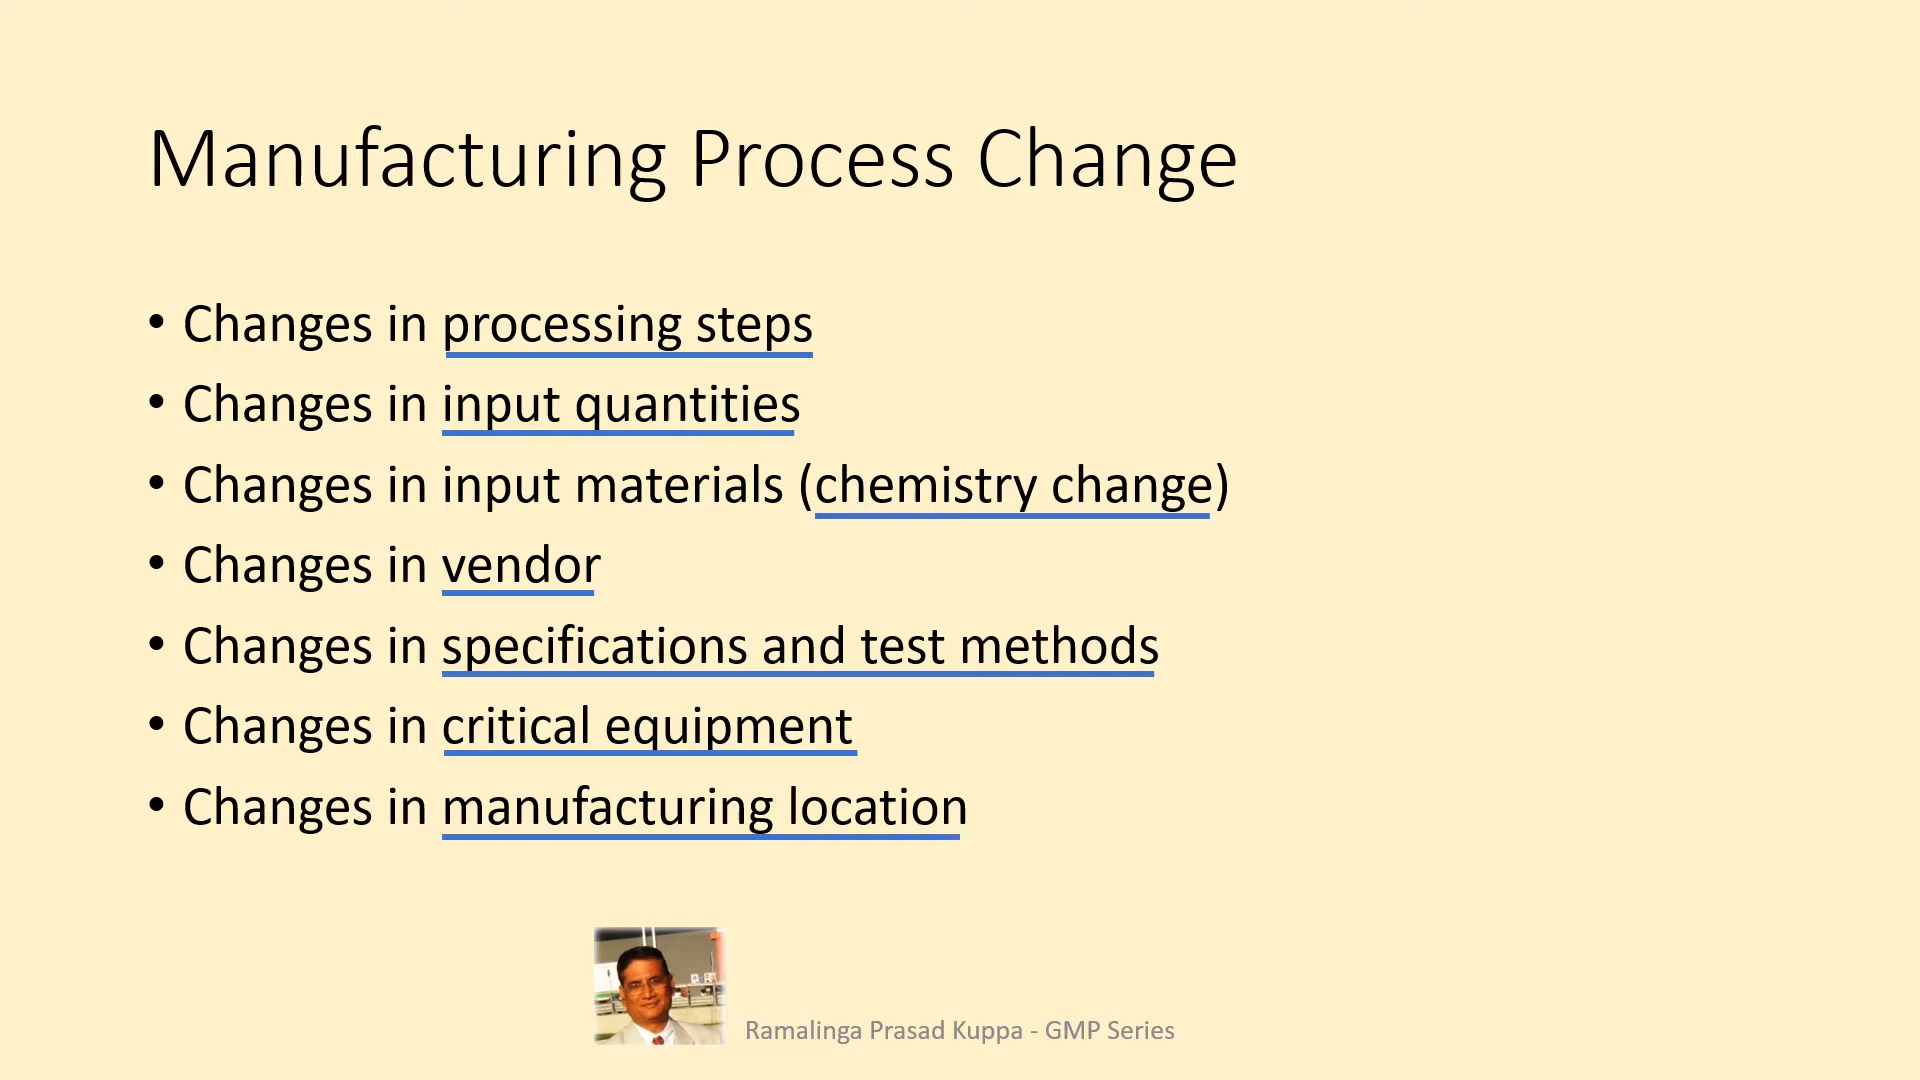 Manufacturing Process Change
• Changes in processing steps
• Changes in input quantities
• Changes in input materials (chemistry change)
• Changes in vendor
• Changes in specifications and test methods
• Changes in critical equipment
• Changes in manufacturing location
Ramalinga Prasad Kuppa - GMP Series